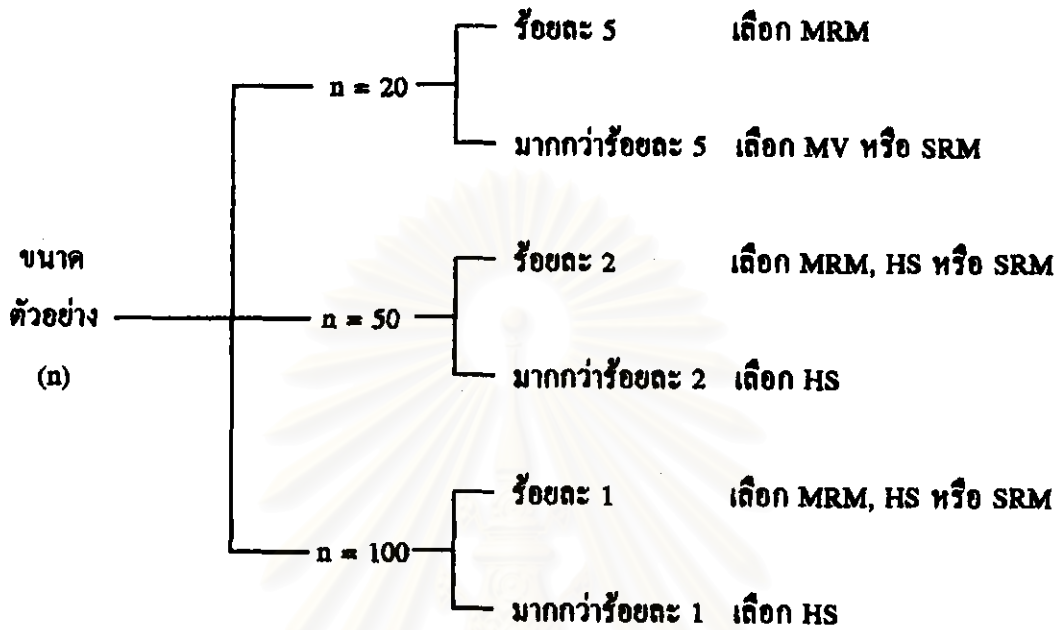 ร้อยละ 5 เลือก MRM
n = 20
มากกว่าร้อยละ 5 เลือก MV หรือ SRM
ขนาด
ตัวอย่าง
(n)
ร้อยละ 2 เลือก MRM, HS หรือ SRM
n = 50
มากกว่าร้อยละ 2 เลือก HS
ร้อยละ 1 เลือก MRM, HS หรือ SRM
n = 100
มากกว่าร้อยละ 1 เลือก HS